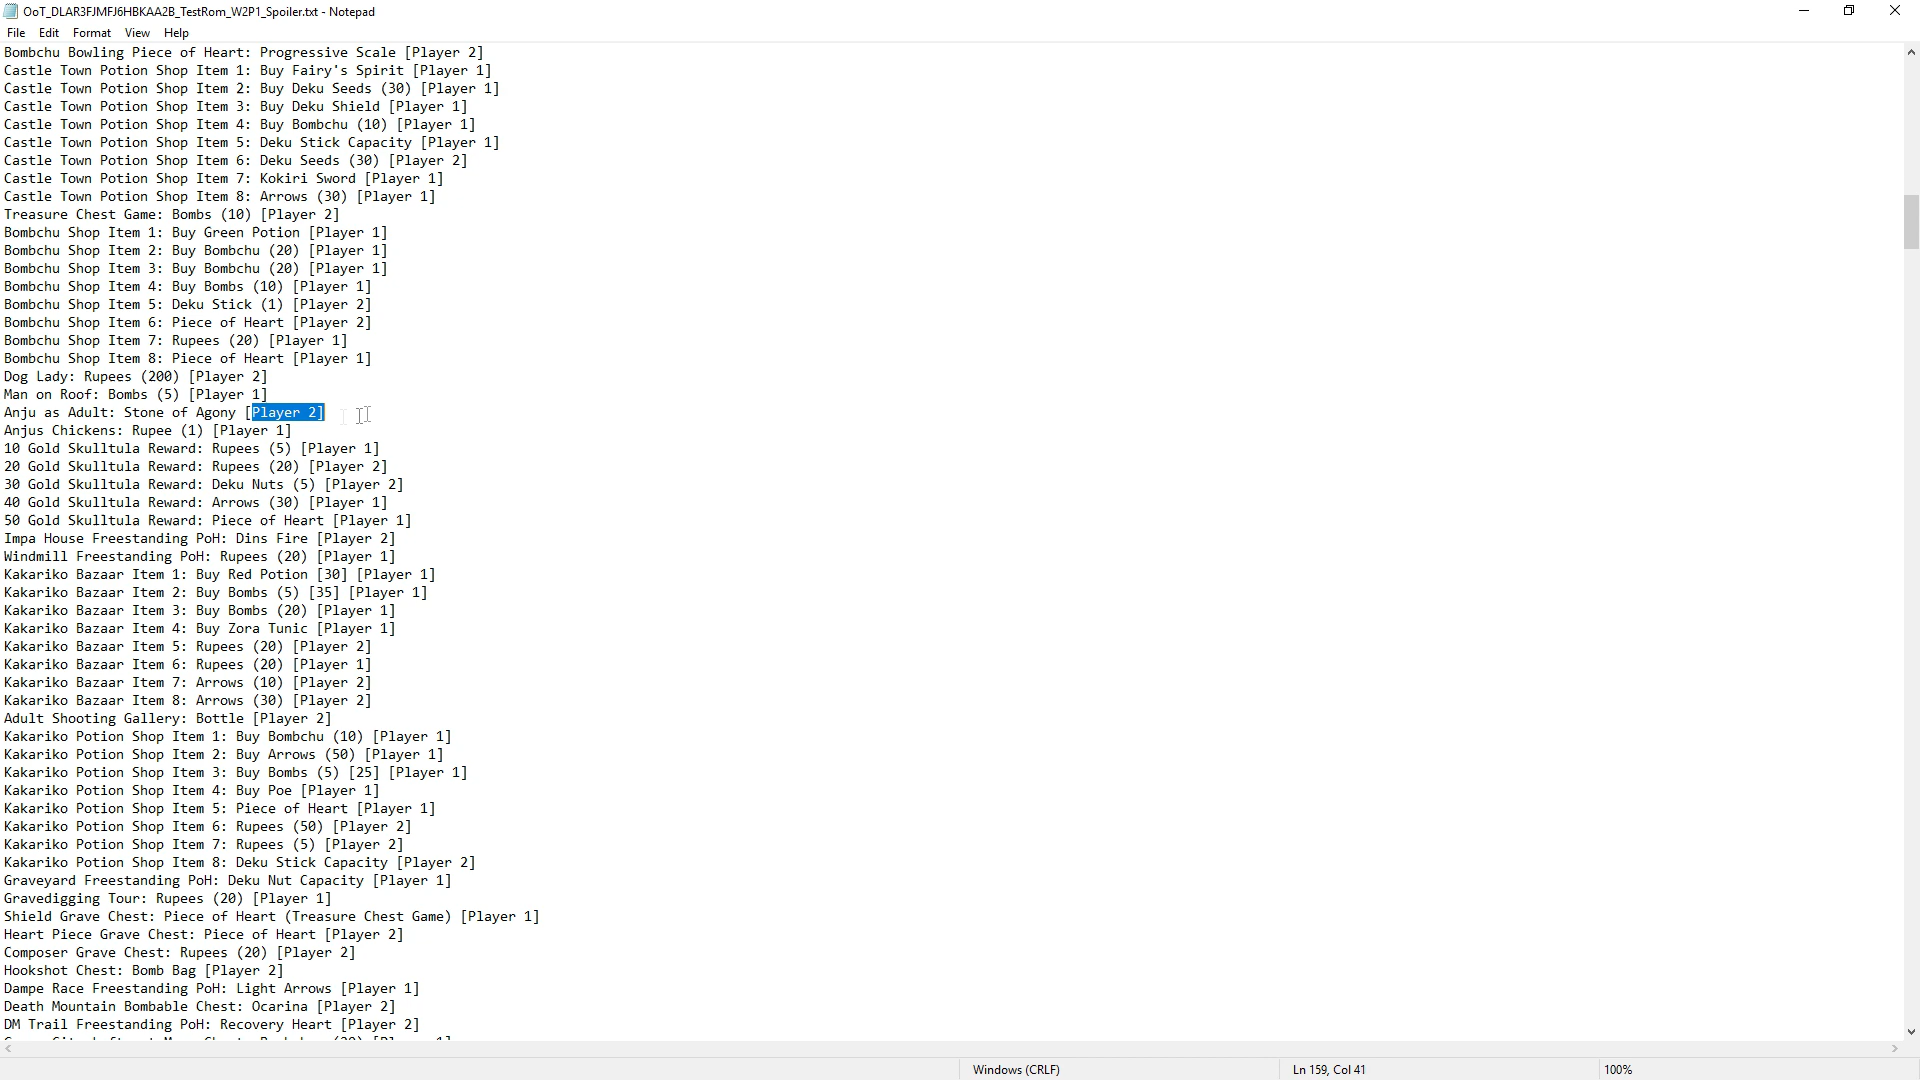 OoT_DLAR3FJMFJ6HBKAA2B_TestRom_W2P1_Spoiler.txt - Notepad
File Edit Format View Help
Bombchu Bowling Piece of Heart: Progressive Scale [Player 2]
Castle Town Potion Shop Item 1: Buy Fairy's Spirit [Player 1]
Castle Town Potion Shop Item 2: Buy Deku Seeds (30) [Player 1]
Castle Town Potion Shop Item 3: Buy Deku Shield [Player 1]
Castle Town Potion Shop Item 4: Buy Bombchu (10) [Player 1]
Castle Town Potion Shop Item 5: Deku Stick Capacity [Player 1]
Castle Town Potion Shop Item 6: Deku Seeds (30) [Player 2]
Castle Town Potion Shop Item 7: Kokiri Sword [Player 1]
Castle Town Potion Shop Item 8: Arrows (30) [Player 1]
Treasure Chest Game: Bombs (10) [Player 2]
Bombchu Shop Item 1: Buy Green Potion [Player 1]
Bombchu Shop Item 2: Buy Bombchu (20) [Player 1]
Bombchu Shop Item 3: Buy Bombchu (20) [Player 1]
Bombchu Shop Item 4: Buy Bombs (10) [Player 1]
Bombchu Shop Item 5: Deku Stick (1) [Player 2]
Bombchu Shop Item 6: Piece of Heart [Player 2]
Bombchu Shop Item 7: Rupees (20) [Player 1]
Bombchu Shop Item 8: Piece of Heart [Player 1]
Dog Lady: Rupees (200) [Player 2]
Man on Roof: Bombs (5) [Player 1]
Anju as Adult: Stone of Agony [Player 2]
Anjus Chickens: Rupee (1) [Player 1]
10 Gold Skulltula Reward: Rupees (5) [Player 1]
20 Gold Skulltula Reward: Rupees (20) [Player 2]
30 Gold Skulltula Reward: Deku Nuts (5) [Player 2]
40 Gold Skulltula Reward: Arrows (30) [Player 1]
50 Gold Skulltula Reward: Piece of Heart [Player 1]
Impa House Freestanding PoH: Dins Fire [Player 2]
Windmill Freestanding PoH: Rupees (20) [Player 1]
Kakariko Bazaar Item 1: Buy Red Potion [30] [Player 1]
Kakariko Bazaar Item 2: Buy Bombs (5) [35] [Player 1]
Kakariko Bazaar Item 3: Buy Bombs (20) [Player 1]
Kakariko Bazaar Item 4: Buy Zora Tunic [Player 1]
Kakariko Bazaar Item 5: Rupees (20) [Player 2]
Kakariko Bazaar Item 6: Rupees (20) [Player 1]
Kakariko Bazaar Item 7: Arrows (10) [Player 2]
Kakariko Bazaar Item 8: Arrows (30) [Player 2]
Adult Shooting Gallery: Bottle [Player 2]
Kakariko Potion Shop Item 1: Buy Bombchu (10) [Player 1]
Kakariko Potion Shop Item 2: Buy Arrows (50) [Player 1]
Kakariko Potion Shop Item 3: Buy Bombs (5) [25] [Player 1]
Kakariko Potion Shop Item 4: Buy Poe [Player 1]
Kakariko Potion Shop Item 5: Piece of Heart [Player 1]
Kakariko Potion Shop Item 6: Rupees (50) [Player 2]
Kakariko Potion Shop Item 7: Rupees (5) [Player 2]
Kakariko Potion Shop Item 8: Deku Stick Capacity [Player 2]
Graveyard Freestanding PoH: Deku Nut Capacity [Player 1]
Gravedigging Tour: Rupees (20) [Player 1]
Shield Grave Chest: Piece of Heart (Treasure Chest Game) [Player 1]
Heart Piece Grave Chest: Piece of Heart [Player 2]
Composer Grave Chest: Rupees (20) [Player 2]
Hookshot Chest: Bomb Bag [Player 2]
Dampe Race Freestanding PoH: Light Arrows [Player 1]
Death Mountain Bombable Chest: Ocarina [Player 2]
DM Trail Freestanding PoH: Recovery Heart [Player 2]
Windows (CRLF) Ln 159, Col 41 100%